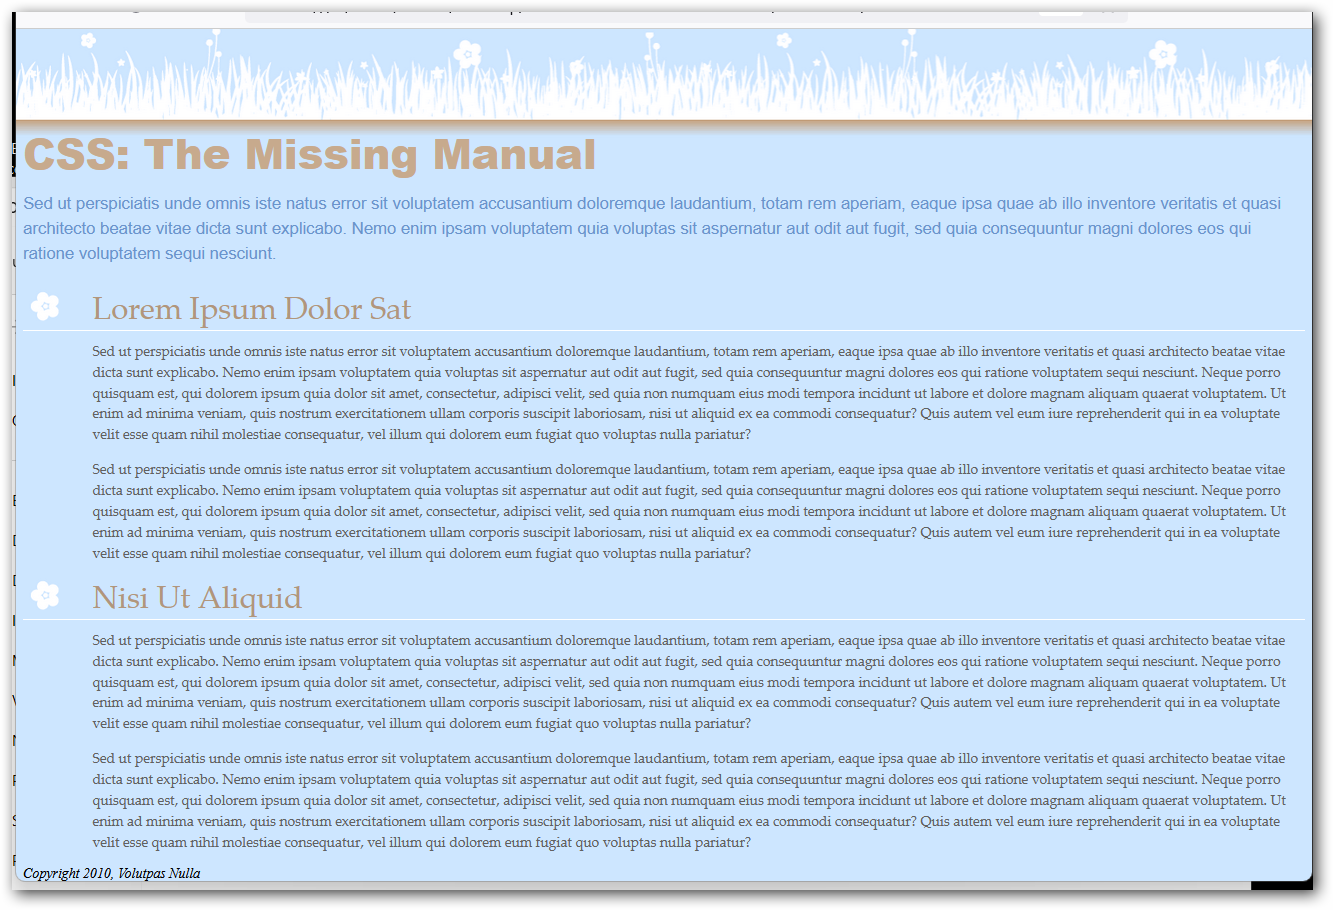 CSS: The Missing Manual
Sed ut perspiciatis unde omnis iste natus error sit voluptatem accusantium doloremque laudantium, totam rem aperiam, eaque ipsa quae ab illo inventore veritatis et quasi
architecto beatae vitae dicta sunt explicabo. Nemo enim ipsam voluptatem quia voluptas sit aspernatur aut odit aut fugit, sed quia consequuntur magni dolores eos qui
ratione voluptatem sequi nesciunt.
Lorem Ipsum Dolor Sat
Sed ut perspiciatis unde omnis iste natus error sit voluptatem accusantium doloremque laudantium, totam rem aperiam, eaque ipsa quae ab illo inventore veritatis et quasi architecto beatae vitae
dicta sunt explicabo. Nemo enim ipsam voluptatem quia voluptas sit aspernatur aut odit aut fugit, sed quia consequuntur magni dolores eos qui ratione voluptatem sequi nesciunt. Neque porro
quisquam est, qui dolorem ipsum quia dolor sit amet, consectetur, adipisci velit, sed quia non numquam eius modi tempora incidunt ut labore et dolore magnam aliquam quaerat voluptatem. Ut
enim ad minima veniam, quis nostrum exercitationem ullam corporis suscipit laboriosam, nisi ut aliquid ex ea commodi consequatur? Quis autem vel eum iure reprehenderit qui in ea voluptate
velit esse quam nihil molestiae consequatur, vel illum qui dolorem eum fugiat quo voluptas nulla pariatur?
Sed ut perspiciatis unde omnis iste natus error sit voluptatem accusantium doloremque laudantium, totam rem aperiam, eaque ipsa quae ab illo inventore veritatis et quasi architecto beatae vitae
dicta sunt explicabo. Nemo enim ipsam voluptatem quia voluptas sit aspernatur aut odit aut fugit, sed quia consequuntur magni dolores eos qui ratione voluptatem sequi nesciunt. Neque porro
quisquam est, qui dolorem ipsum quia dolor sit amet, consectetur, adipisci velit, sed quia non numquam eius modi tempora incidunt ut labore et dolore magnam aliquam quaerat voluptatem. Ut
enim ad minima veniam, quis nostrum exercitationem ullam corporis suscipit laboriosam, nisi ut aliquid ex ea commodi consequatur? Quis autem vel eum iure reprehenderit qui in ea voluptate
velit esse quam nihil molestiae consequatur, vel illum qui dolorem eum fugiat quo voluptas nulla pariatur?
Nisi Ut Aliquid
Sed ut perspiciatis unde omnis iste natus error sit voluptatem accusantium doloremque laudantium, totam rem aperiam, eaque ipsa quae ab illo inventore veritatis et quasi architecto beatae vitae
dicta sunt explicabo. Nemo enim ipsam voluptatem quia voluptas sit aspernatur aut odit aut fugit, sed quia consequuntur magni dolores eos qui ratione voluptatem sequi nesciunt. Neque porro
quisquam est, qui dolorem ipsum quia dolor sit amet, consectetur, adipisci velit, sed quia non numquam eius modi tempora incidunt ut labore et dolore magnam aliquam quaerat voluptatem. Ut
enim ad minima veniam, quis nostrum exercitationem ullam corporis suscipit laboriosam, nisi ut aliquid ex ea commodi consequatur? Quis autem vel eum iure reprehenderit qui in ea voluptate
velit esse quam nihil molestiae consequatur, vel illum qui dolorem eum fugiat quo voluptas nulla pariatur?
Sed ut perspiciatis unde omnis iste natus error sit voluptatem accusantium doloremque laudantium, totam rem aperiam, eaque ipsa quae ab illo inventore veritatis et quasi architecto beatae vitae
dicta sunt explicabo. Nemo enim ipsam voluptatem quia voluptas sit aspernatur aut odit aut fugit, sed quia consequuntur magni dolores eos qui ratione voluptatem sequi nesciunt. Neque porro
quisquam est, qui dolorem ipsum quia dolor sit amet, consectetur, adipisci velit, sed quia non numquam eius modi tempora incidunt ut labore et dolore magnam aliquam quaerat voluptatem. Ut
enim ad minima veniam, quis nostrum exercitationem ullam corporis suscipit laboriosam, nisi ut aliquid ex ea commodi consequatur? Quis autem vel eum iure reprehenderit qui in ea voluptate
velit esse quam nihil molestiae consequatur, vel illum qui dolorem eum fugiat quo voluptas nulla pariatur?
Copyright 2010, Volutpas Nulla